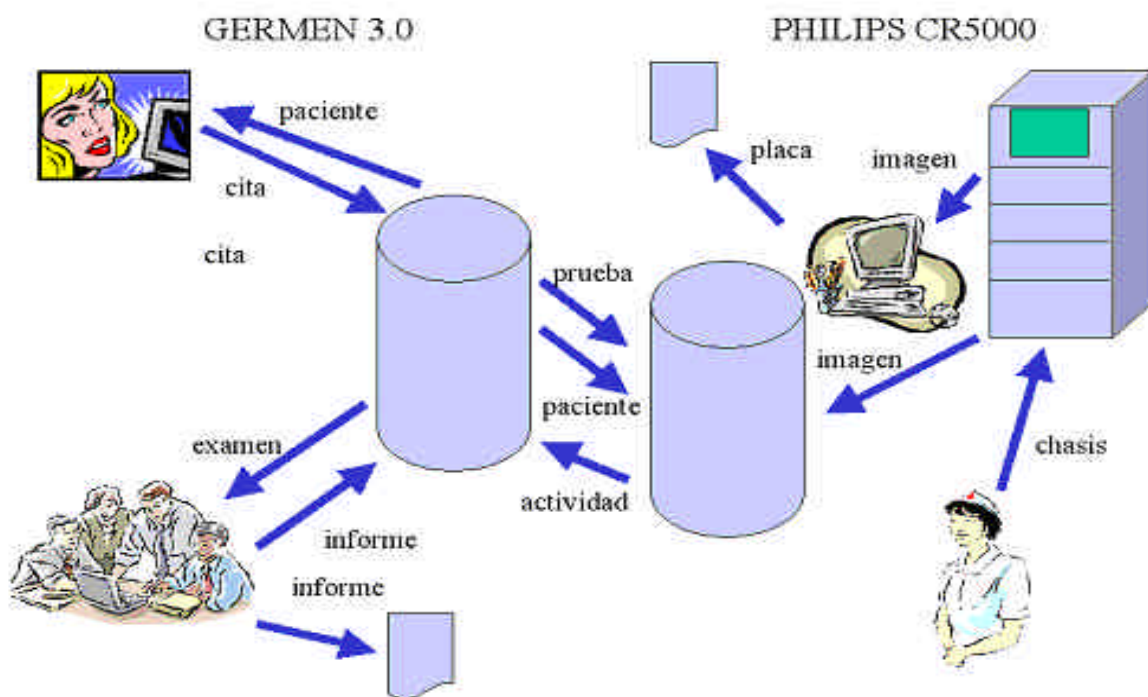 GERMEN 3.0
PHILIPS CR5000
paciente
placa
imagen
cita
cita
prueba
imagen
paciente
examen
chasis
actividad
informe
informe